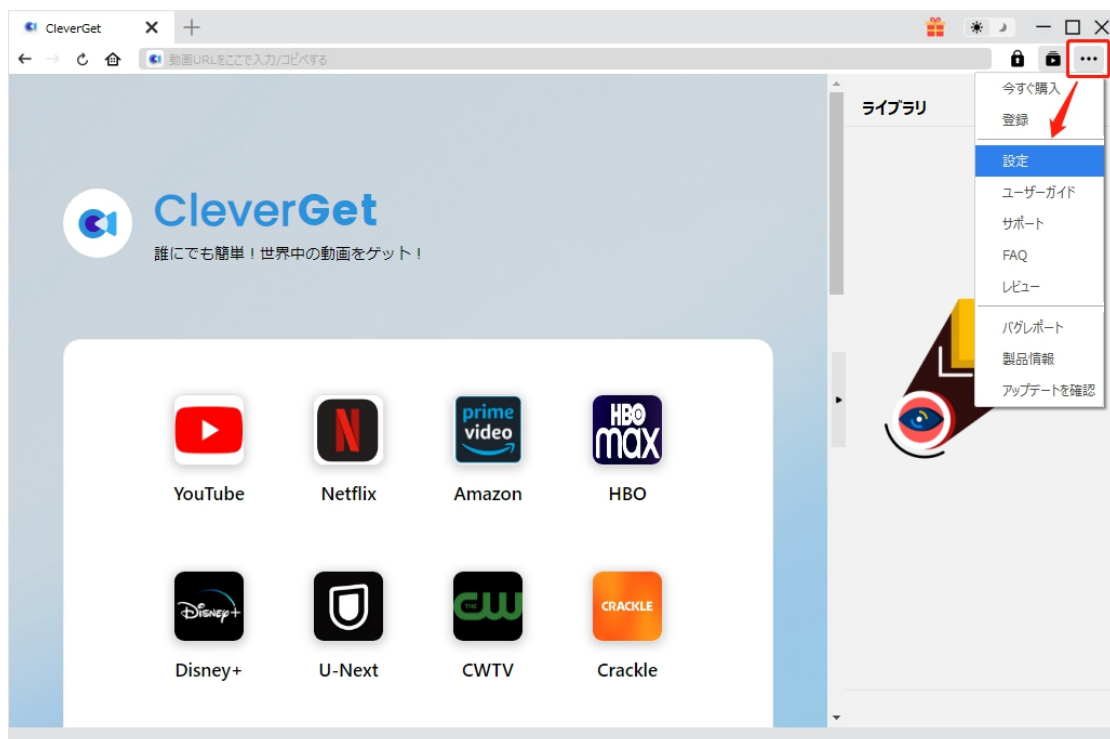 CleverGet
動画URLをここで入力/コピペする
今すぐ購入
登録
設定
ユーザーガイド
サポート
FAQ
レビュー
バグレポート
製品情報
アップデートを確認
ライブラリ
CleverGet
誰にでも簡単！世界中の動画をゲット！
prime
video
HBO
max
YouTube
Netflix
Amazon
HBO
Disney+
THE
CW
CRACKLE
Disney+
U-Next
CWTV
Crackle